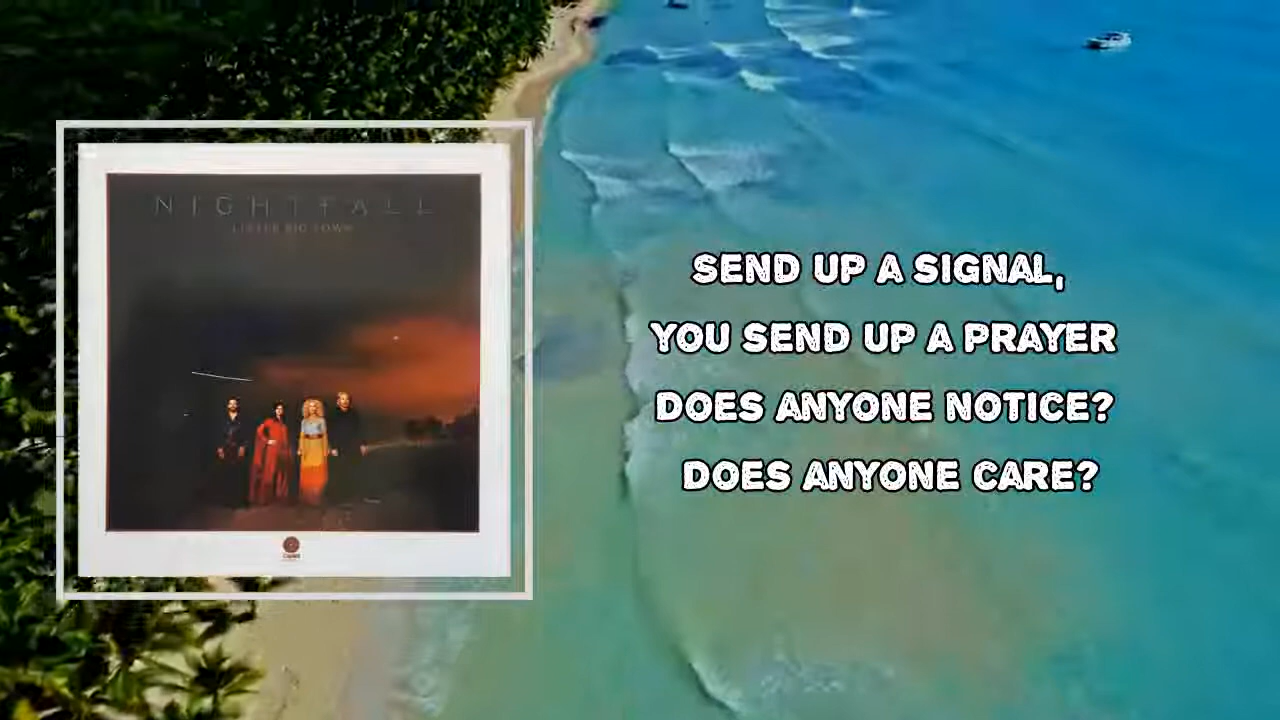 NIGHTFALL
LITTLE BIG TOWN
SEND UP A SIGNAL,
YOU SEND UP A PRAYER
DOES ANYONE NOTICE?
DOES ANYONE CARE?